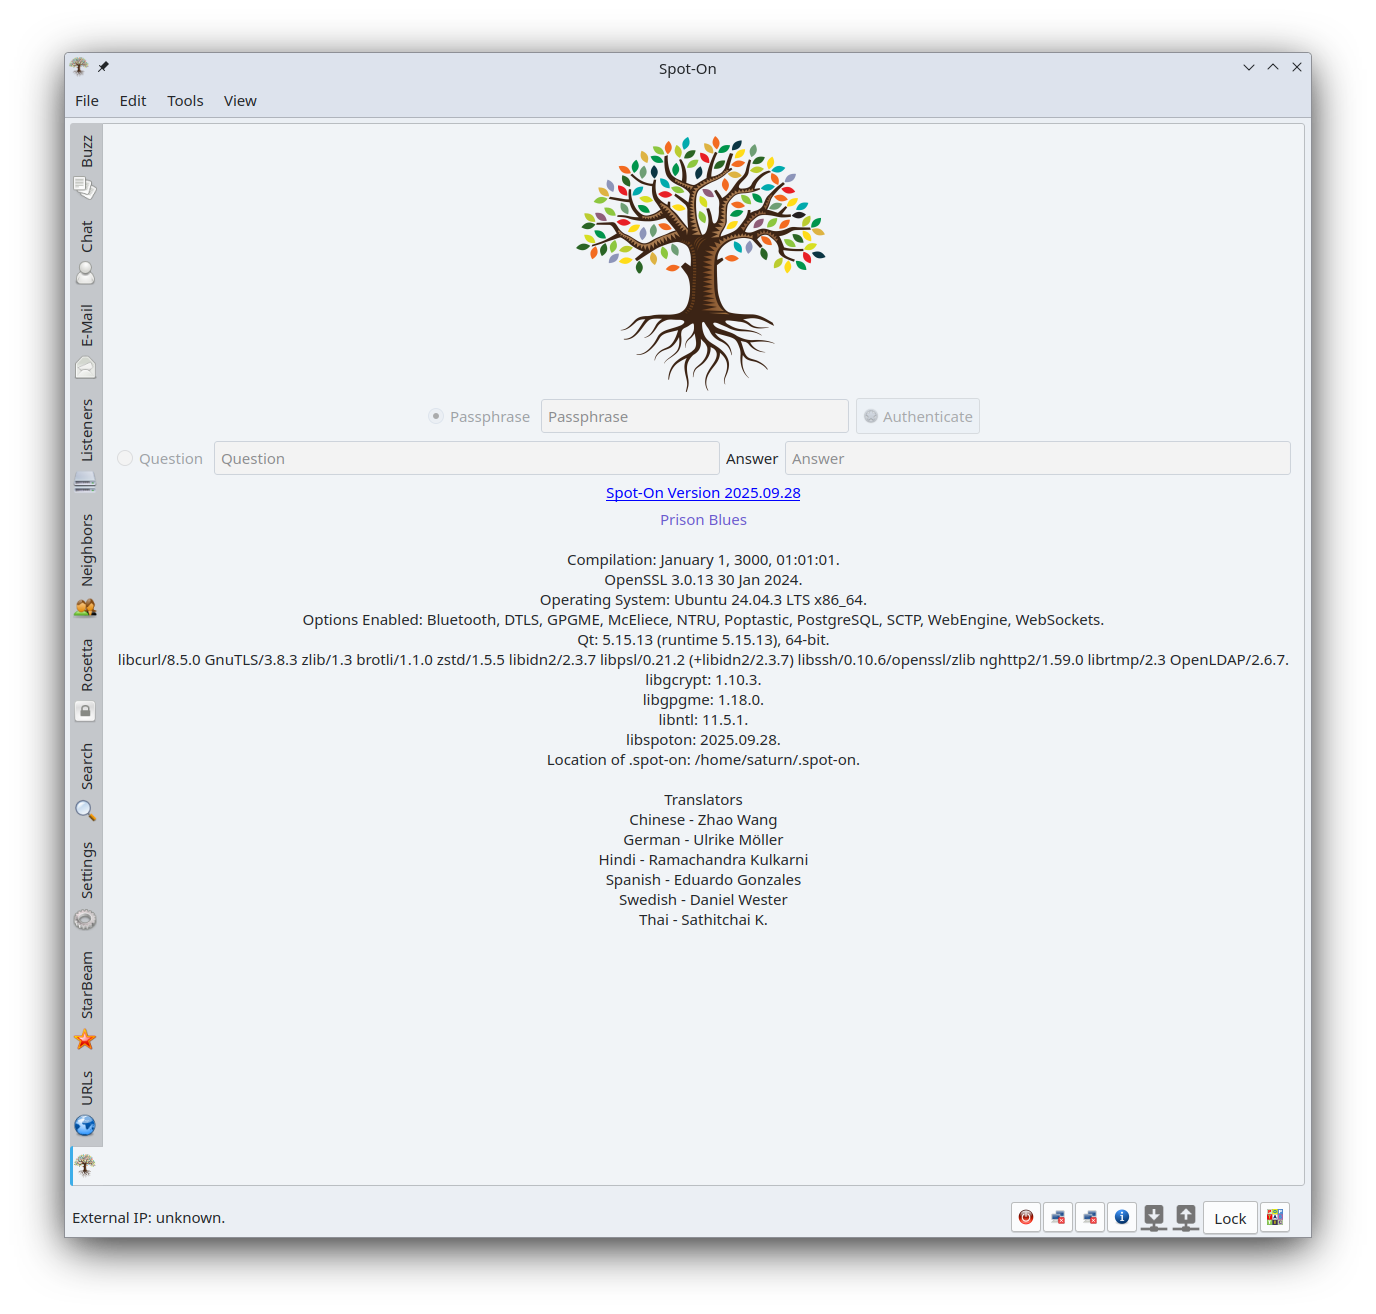 Spot-On
File Edit Tools View
Buzz
Chat
E-Mail
Listeners
Neighbors
Rosetta
Search
Settings
StarBeam
URLs
Passphrase Passphrase Authenticate
Question Question Answer Answer
Spot-On Version 2025.09.28
Prison Blues
Compilation: January 1, 3000, 01:01:01.
OpenSSL 3.0.13 30 Jan 2024.
Operating System: Ubuntu 24.04.3 LTS x86_64.
Options Enabled: Bluetooth, DTLS, GPGME, McEliece, NTRU, Poptastic, PostgreSQL, SCTP, WebEngine, WebSockets.
Qt: 5.15.13 (runtime 5.15.13), 64-bit.
libcurl/8.5.0 GnuTLS/3.8.3 zlib/1.3 brotli/1.1.0 zstd/1.5.5 libidn2/2.3.7 libpsl/0.21.2 (+libidn2/2.3.7) libssh/0.10.6/openssl/zlib nghttp2/1.59.0 librtmp/2.3 OpenLDAP/2.6.7.
libgcrypt: 1.10.3.
libgpgme: 1.18.0.
libntl: 11.5.1.
libspoton: 2025.09.28.
Location of .spot-on: /home/saturn/.spot-on.
Translators
Chinese - Zhao Wang
German - Ulrike Möller
Hindi - Ramachandra Kulkarni
Spanish - Eduardo Gonzales
Swedish - Daniel Wester
Thai - Sathitchai K.
External IP: unknown.
Lock